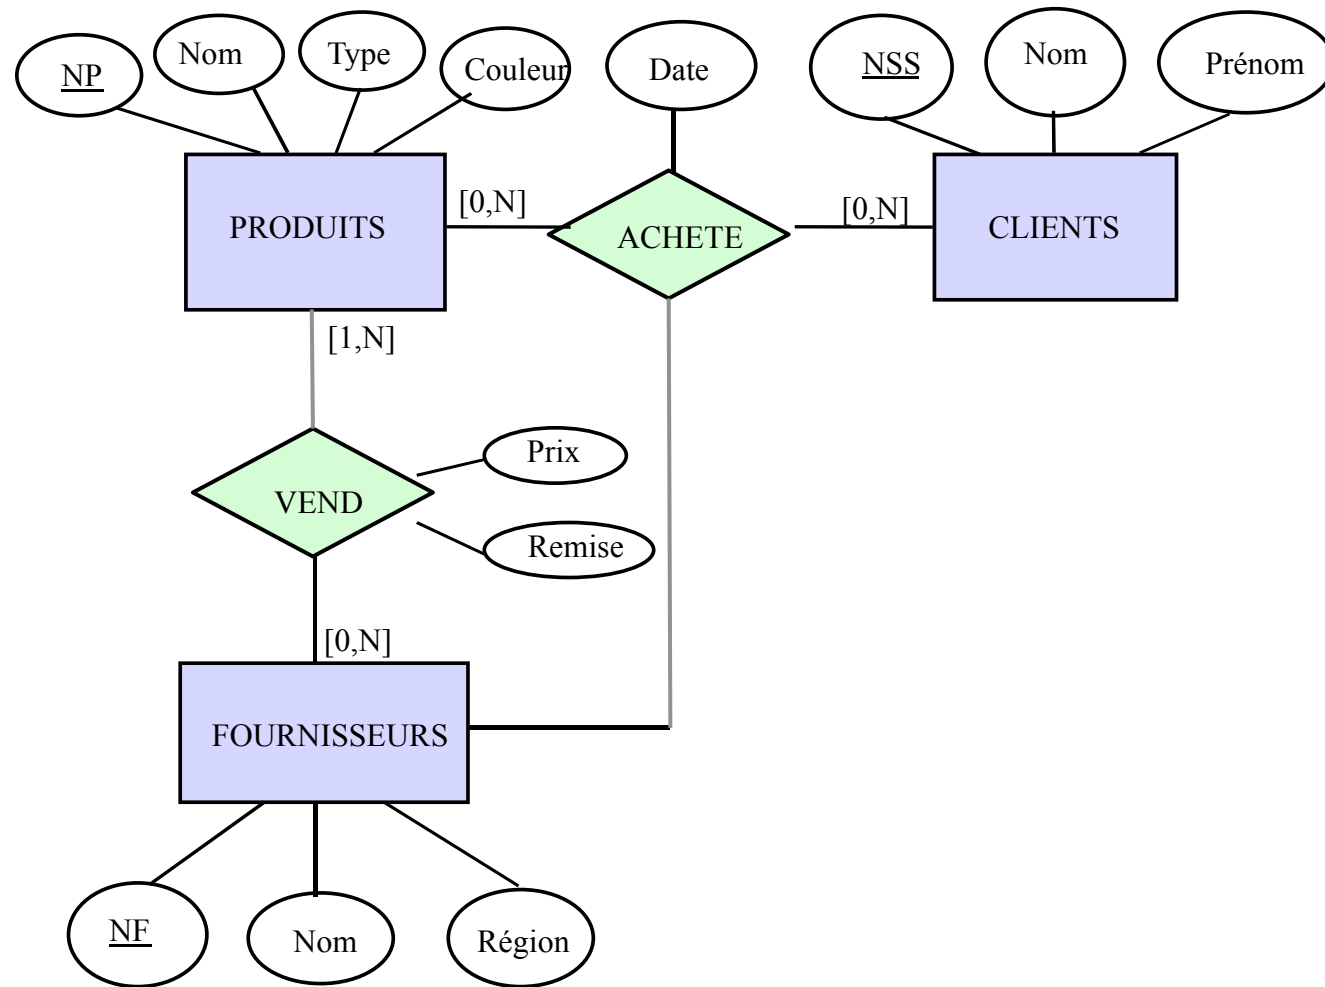 NP
Nom
Type
Couleur
Date
NSS
Nom
Prénom
PRODUITS
[0,N]
ACHETE
[0,N]
CLIENTS
[1,N]
Prix
VEND
Remise
[0,N]
FOURNISSEURS
NF
Nom
Région